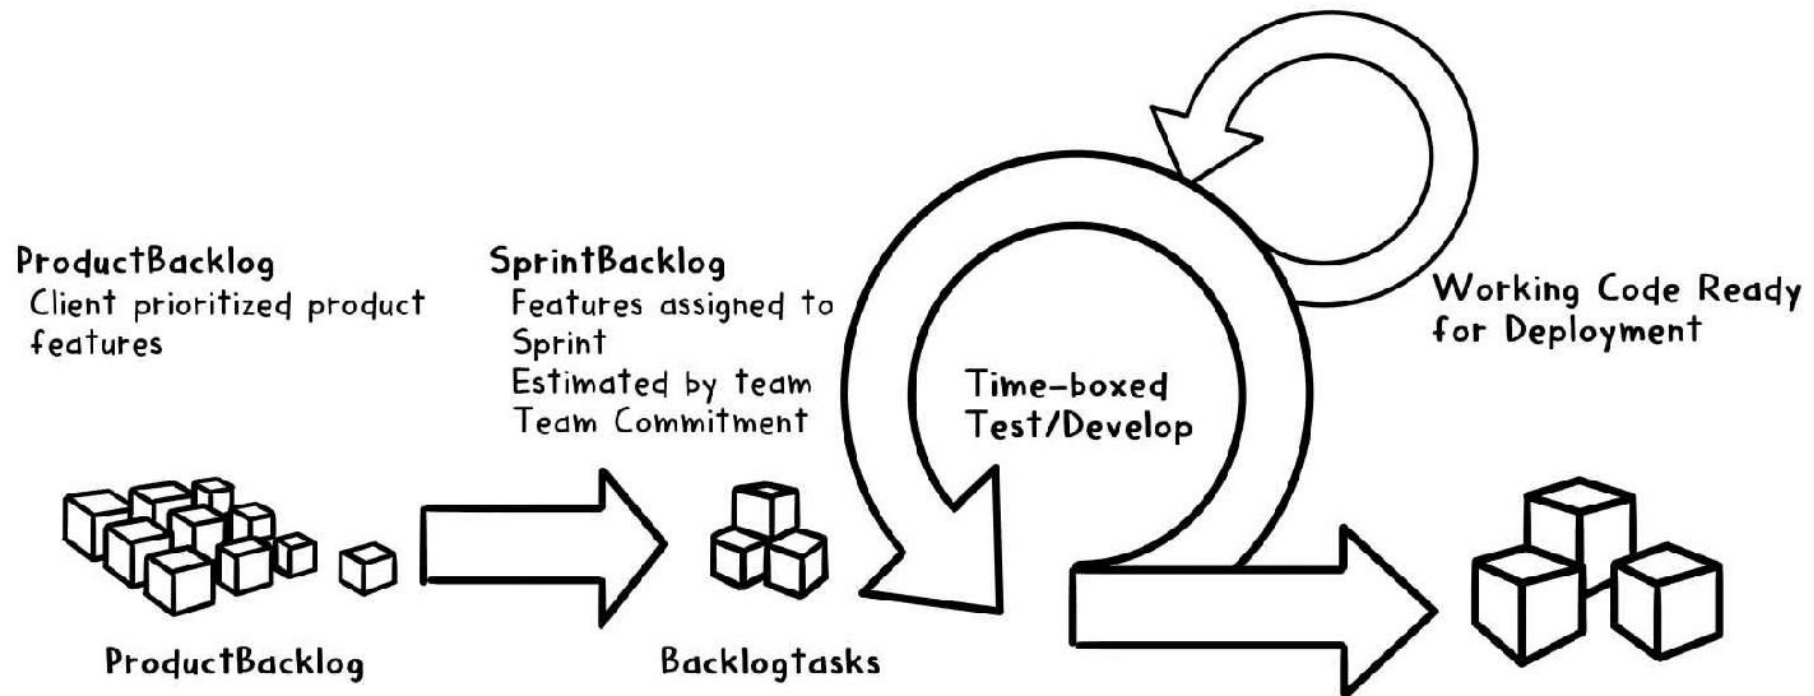 ProductBacklog
Client prioritized product
features
SprintBacklog
Features assigned to
Sprint
Estimated by team
Team Commitment
Time-boxed
Test/Develop
Working Code Ready
for Deployment
ProductBacklog
Backlogtasks